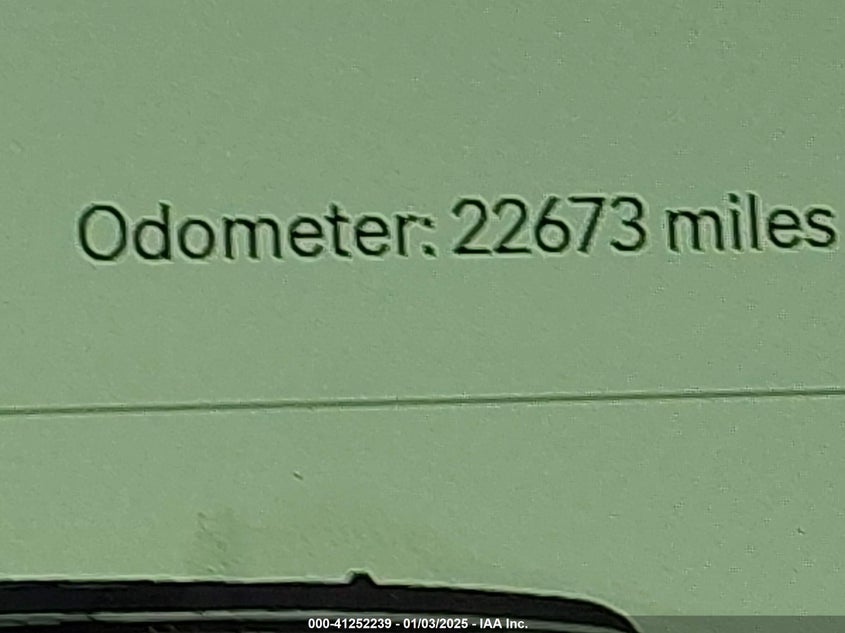 Odometer: 22673 miles
000-41252239 - 01/03/2025 - IAA Inc.